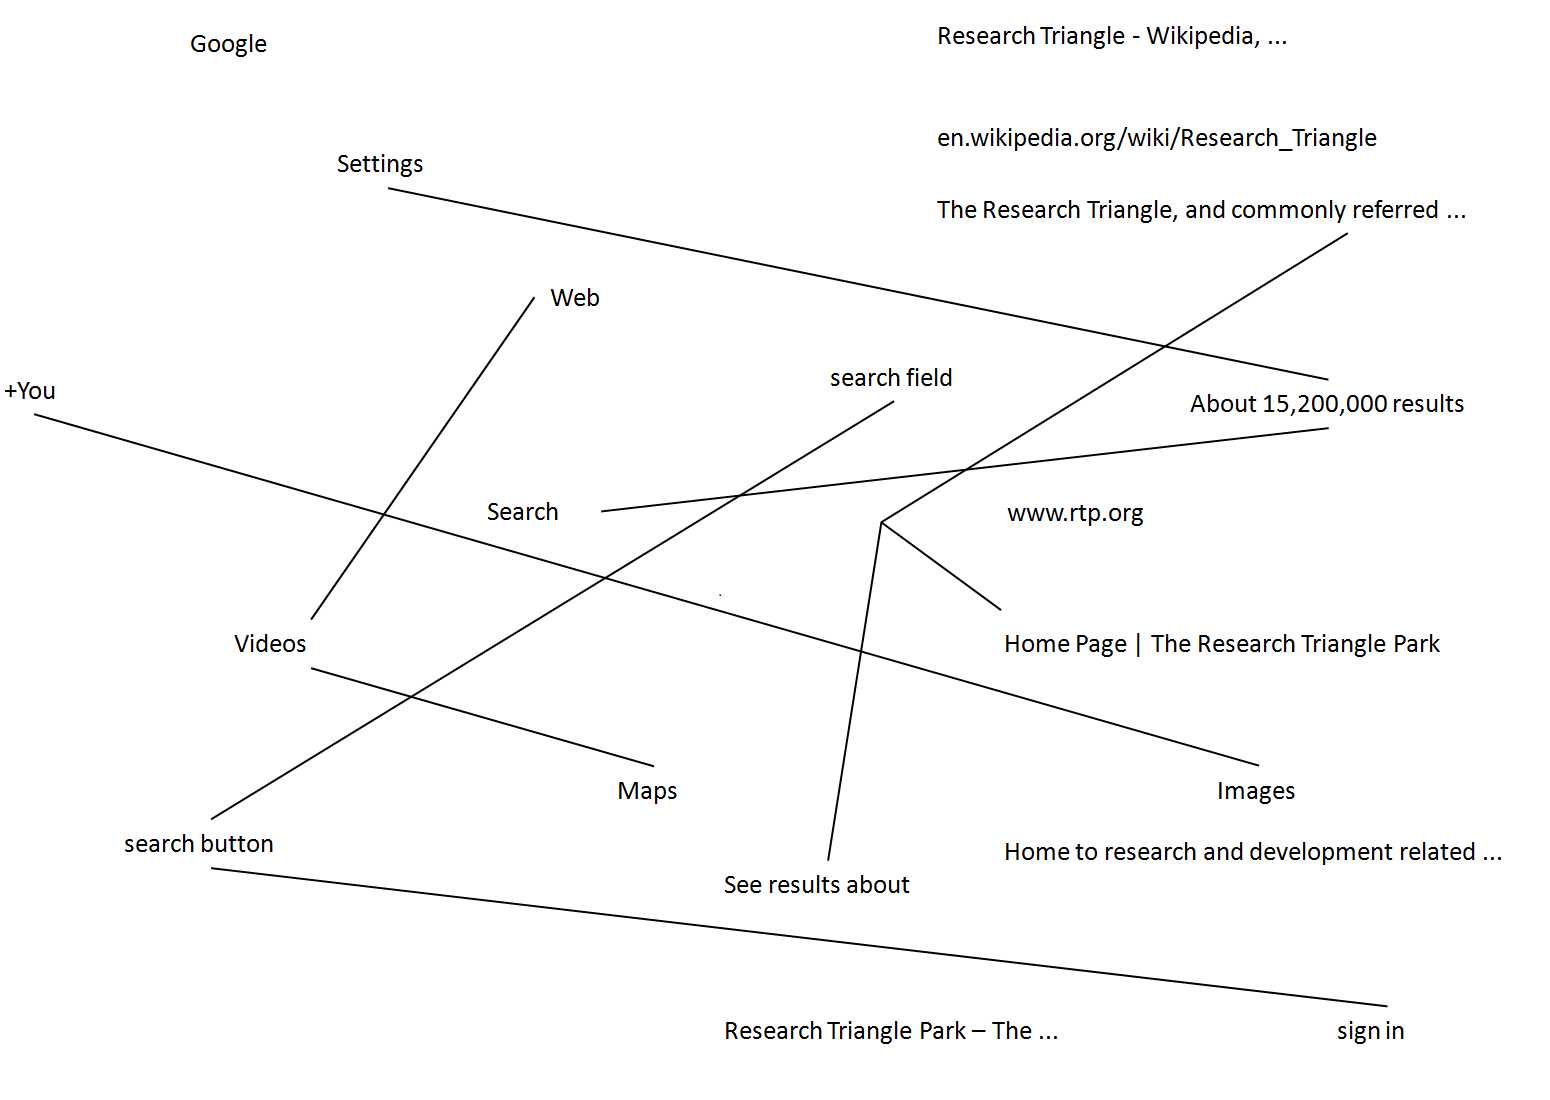 Google
Research Triangle - Wikipedia, ...
en.wikipedia.org/wiki/Research_Triangle
Settings
The Research Triangle, and commonly referred ...
Web
search field
+You
About 15,200,000 results
Search
www.rtp.org
Videos
Home Page | The Research Triangle Park
Maps
Images
search button
Home to research and development related ...
See results about
Research Triangle Park – The ...
sign in